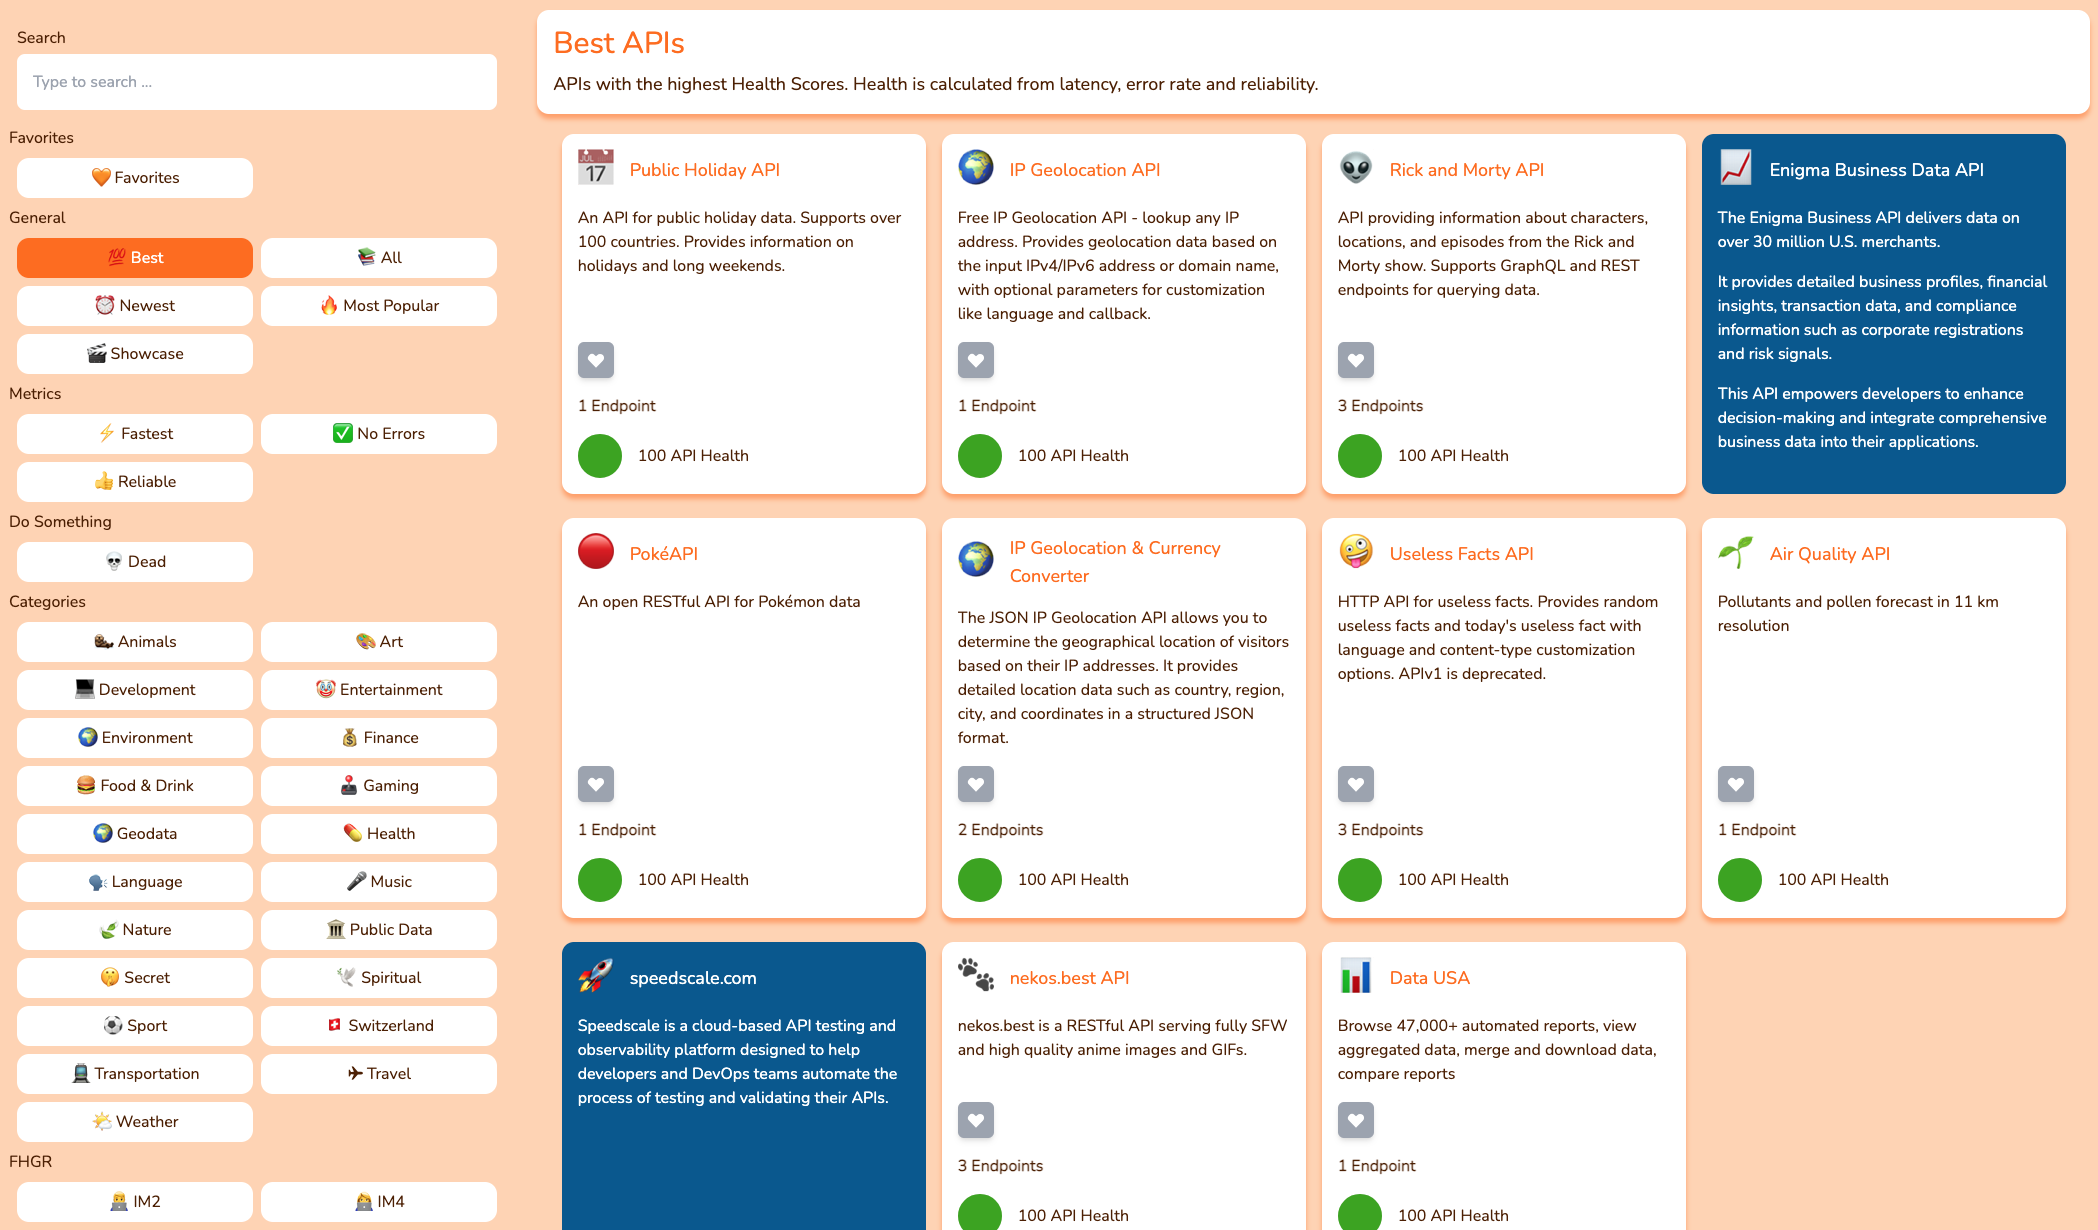 Search
Type to search ...
Favorites
Favorites
General
Best
All
Newest
Most Popular
Showcase
Metrics
Fastest
No Errors
Reliable
Do Something
Dead
Categories
Animals
Art
Development
Entertainment
Environment
Finance
Food & Drink
Gaming
Geodata
Health
Language
Music
Nature
Public Data
Secret
Spiritual
Sport
Switzerland
Transportation
Travel
Weather
FHGR
IM2
IM4
Best APIs
APIs with the highest Health Scores. Health is calculated from latency, error rate and reliability.
JUL
17
Public Holiday API
An API for public holiday data. Supports over
100 countries. Provides information on
holidays and long weekends.
1 Endpoint
100 API Health
IP Geolocation API
Free IP Geolocation API - lookup any IP
address. Provides geolocation data based on
the input IPv4/IPv6 address or domain name,
with optional parameters for customization
like language and callback.
1 Endpoint
100 API Health
Rick and Morty API
API providing information about characters,
locations, and episodes from the Rick and
Morty show. Supports GraphQL and REST
endpoints for querying data.
3 Endpoints
100 API Health
Enigma Business Data API
The Enigma Business API delivers data on
over 30 million U.S. merchants.
It provides detailed business profiles, financial
insights, transaction data, and compliance
information such as corporate registrations
and risk signals.
This API empowers developers to enhance
decision-making and integrate comprehensive
business data into their applications.
PokéAPI
An open RESTful API for Pokémon data
1 Endpoint
100 API Health
IP Geolocation & Currency
Converter
The JSON IP Geolocation API allows you to
determine the geographical location of visitors
based on their IP addresses. It provides
detailed location data such as country, region,
city, and coordinates in a structured JSON
format.
2 Endpoints
100 API Health
Useless Facts API
HTTP API for useless facts. Provides random
useless facts and today's useless fact with
language and content-type customization
options. APIv1 is deprecated.
3 Endpoints
100 API Health
Air Quality API
Pollutants and pollen forecast in 11 km
resolution
1 Endpoint
100 API Health
speedscale.com
Speedscale is a cloud-based API testing and
observability platform designed to help
developers and DevOps teams automate the
process of testing and validating their APIs.
nekos.best API
nekos.best is a RESTful API serving fully SFW
and high quality anime images and GIFs.
3 Endpoints
100 API Health
Data USA
Browse 47,000+ automated reports, view
aggregated data, merge and download data,
compare reports
1 Endpoint
100 API Health